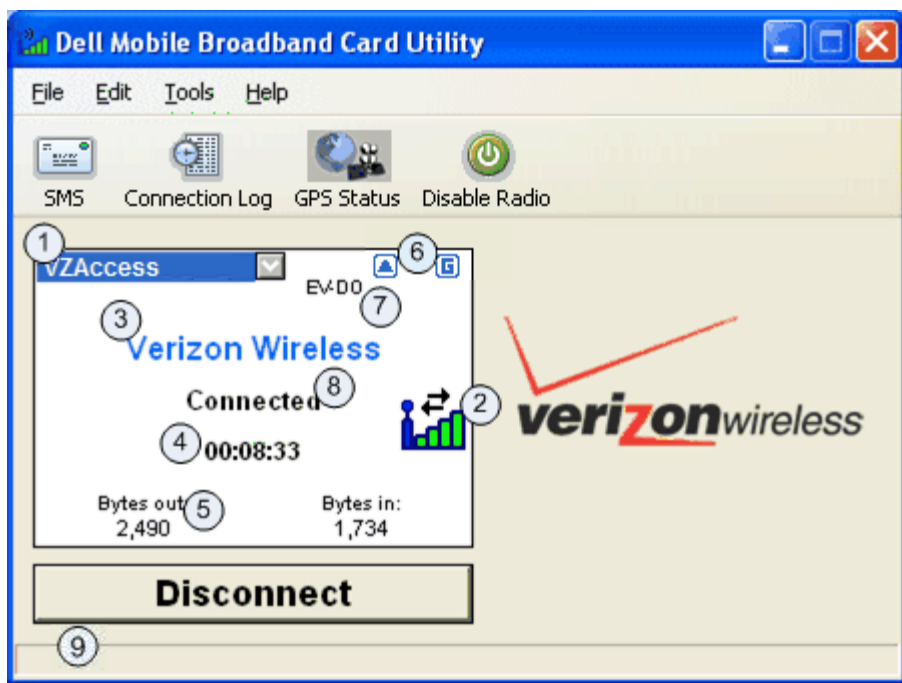 Dell Mobile Broadband Card Utility
File Edit Tools Help
SMS Connection Log GPS Status Disable Radio
1
VZAccess
6
G
EV-DO
7
3
Verizon Wireless
8
Connected
2
verizonwireless
4
00:08:33
Bytes out 5 Bytes in:
2,490 1,734
Disconnect
9